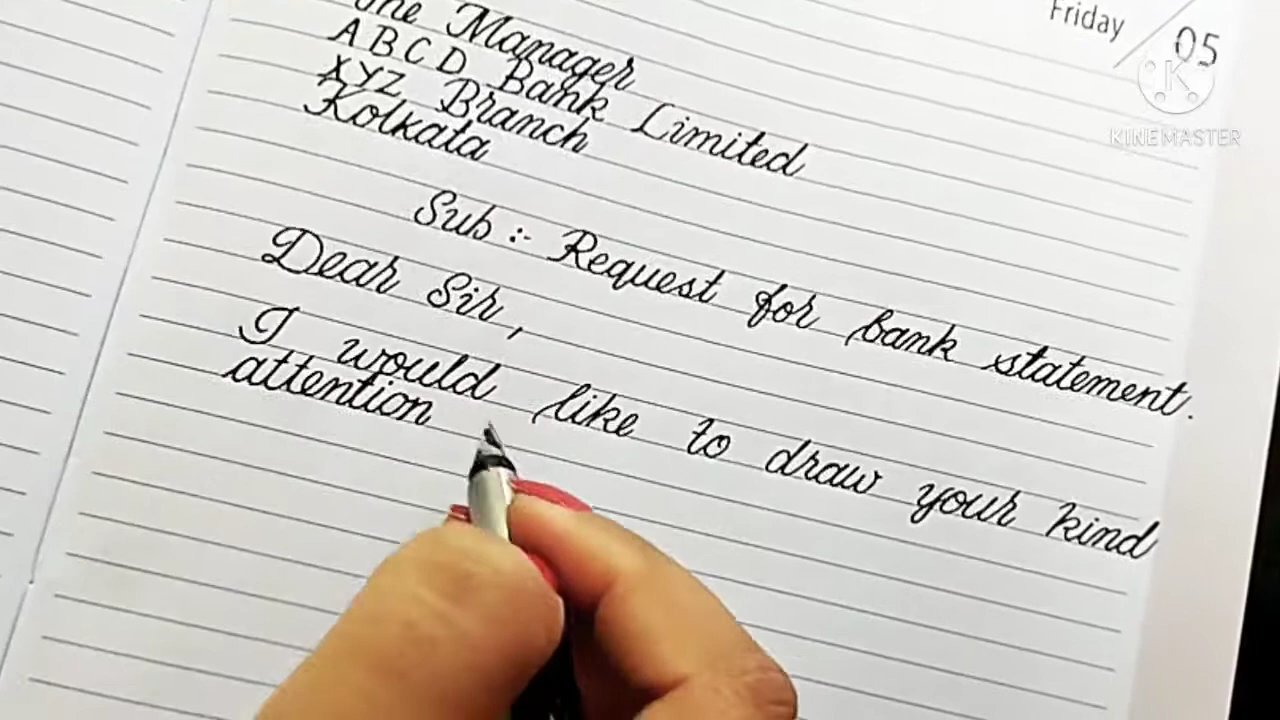 Friday 05
KINEMASTER
The Manager
ABCD Bank Limited
XYZ Branch
Kolkata
Sub :- Request for bank statement.
Dear Sir,
I would like to draw your kind
attention